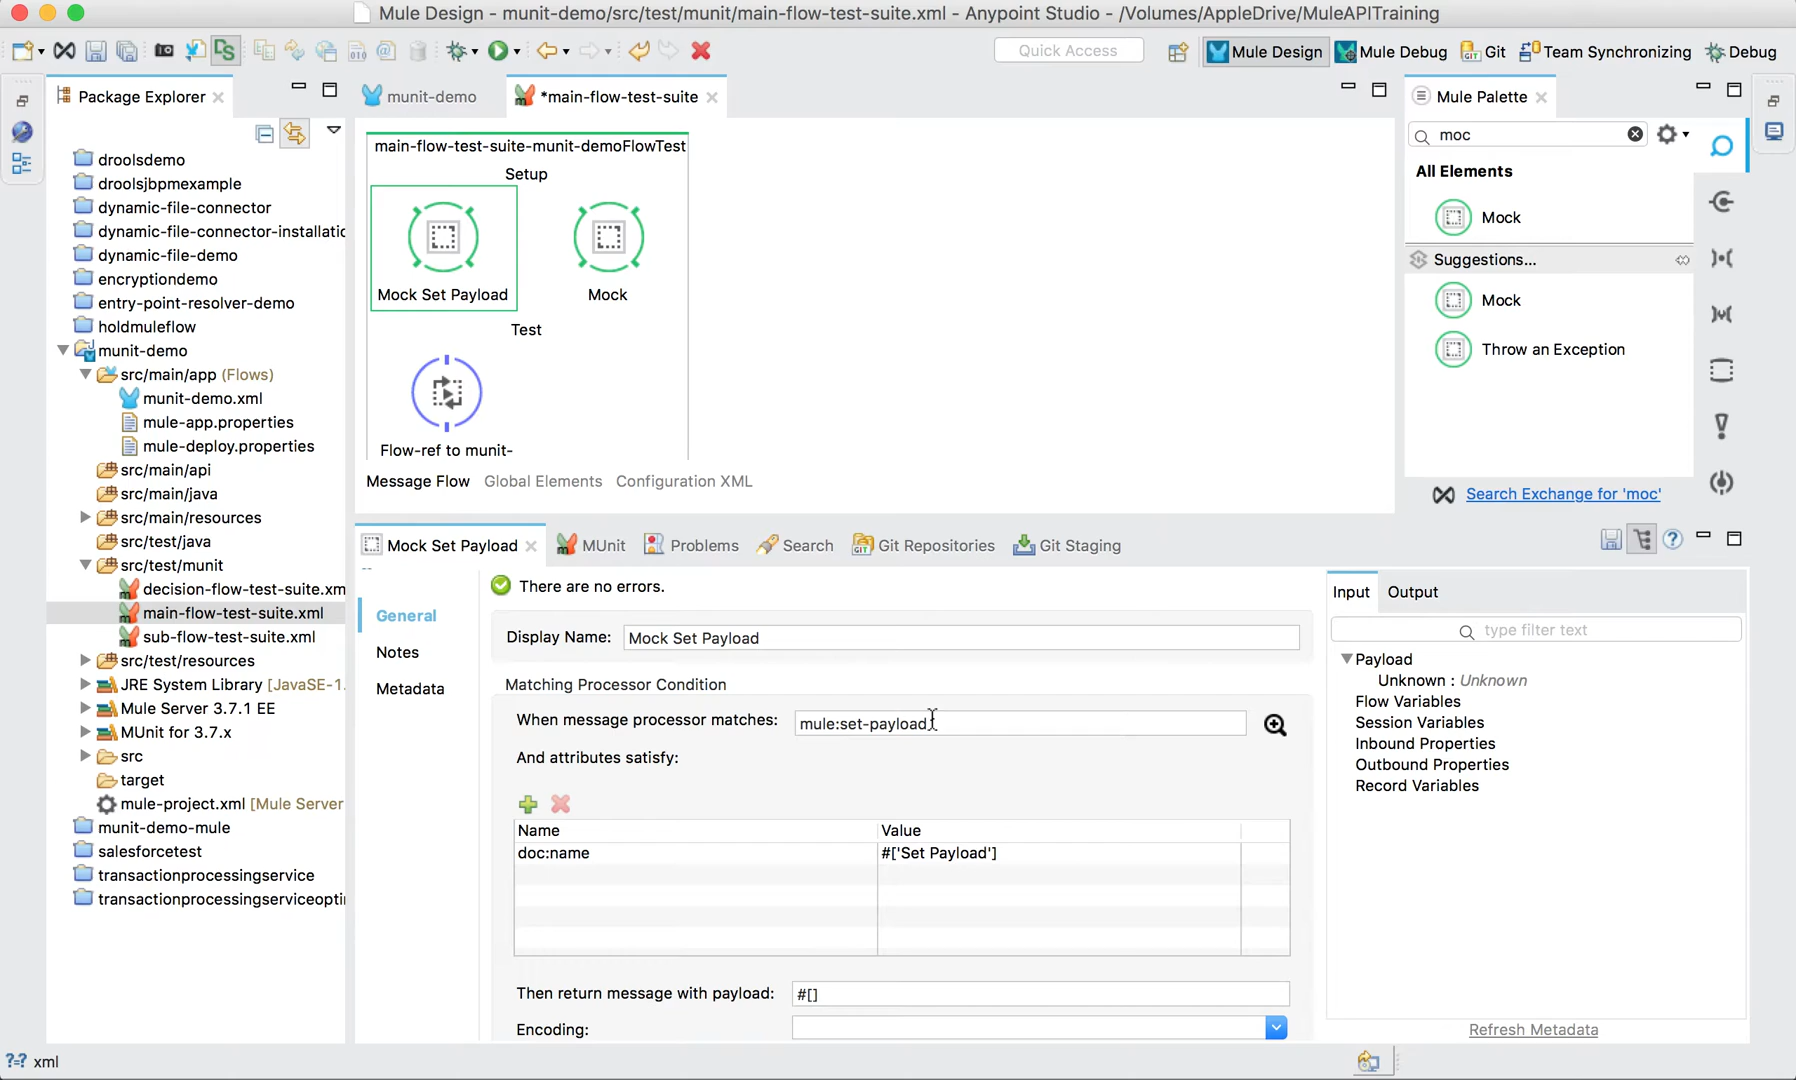 Mule Design - munit-demo/src/test/munit/main-flow-test-suite.xml - Anypoint Studio - /Volumes/AppleDrive/MuleAPITraining
Quick Access
Mule Design
Mule Debug
Git
Team Synchronizing
Debug
Package Explorer
droolsdemo
droolsjbpmexample
dynamic-file-connector
dynamic-file-connector-installatio
dynamic-file-demo
encryptiondemo
entry-point-resolver-demo
holdmuleflow
munit-demo
src/main/app (Flows)
munit-demo.xml
mule-app.properties
mule-deploy.properties
src/main/api
src/main/java
src/main/resources
src/test/java
src/test/munit
decision-flow-test-suite.xm
main-flow-test-suite.xml
sub-flow-test-suite.xml
src/test/resources
JRE System Library [JavaSE-1.
Mule Server 3.7.1 EE
MUnit for 3.7.x
src
target
mule-project.xml [Mule Server
munit-demo-mule
salesforcetest
transactionprocessingservice
transactionprocessingserviceopti
munit-demo
*main-flow-test-suite
main-flow-test-suite-munit-demoFlowTest
Setup
Mock Set Payload
Mock
Test
Flow-ref to munit-
Message Flow
Global Elements
Configuration XML
Mule Palette
moc
All Elements
Mock
Suggestions...
Mock
Throw an Exception
Search Exchange for 'moc'
Mock Set Payload
MUnit
Problems
Search
Git Repositories
Git Staging
General
Notes
Metadata
There are no errors.
Display Name: Mock Set Payload
Matching Processor Condition
When message processor matches: mule:set-payload
And attributes satisfy:
Name Value
doc:name #['Set Payload']
Then return message with payload: #[]
Encoding:
Input Output
type filter text
Payload
Unknown : Unknown
Flow Variables
Session Variables
Inbound Properties
Outbound Properties
Record Variables
Refresh Metadata
xml